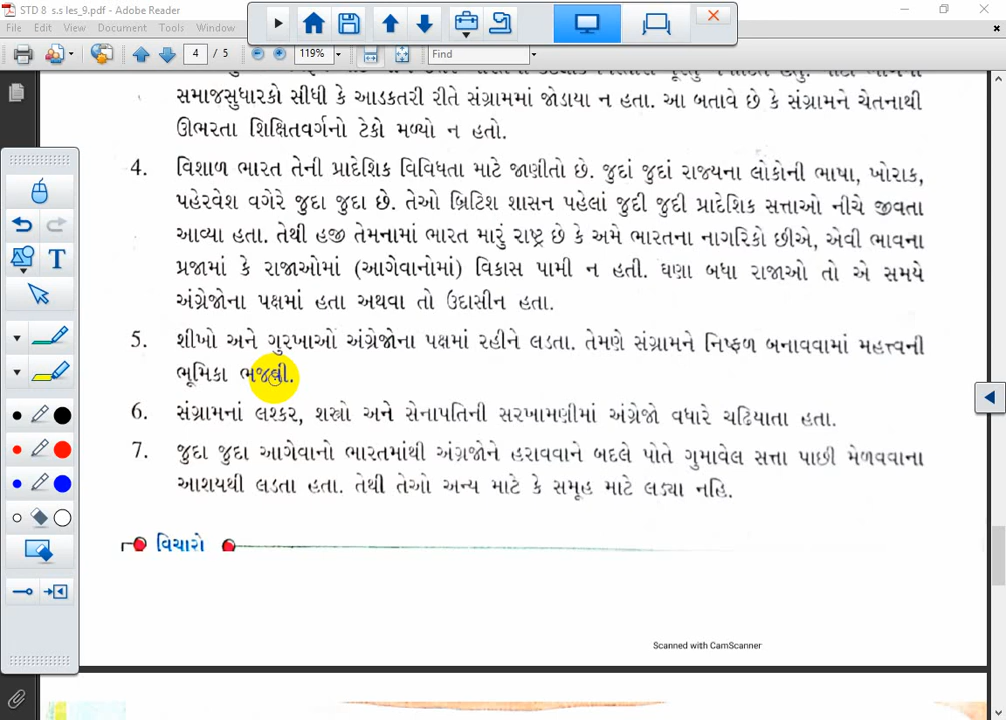 STD 8 s.s les_9.pdf - Adobe Reader
File Edit View Document Tools Window
4 / 5 119% Find
સમાજસુધારકો સીધી કે આડકતરી રીતે સંગ્રામમાં જોડાયા ન હતા. આ બતાવે છે કે સંગ્રામને ચેતનાથી
ઊભરતા શિક્ષિતવર્ગનો ટેકો મળ્યો ન હતો.
4. વિશાળ ભારત તેની પ્રાદેશિક વિવિધતા માટે જાણીતો છે. જુદાં જુદાં રાજ્યના લોકોની ભાષા, ખોરાક,
પહેરવેશ વગેરે જુદા જુદા છે. તેઓ બ્રિટિશ શાસન પહેલાં જુદી જુદી પ્રાદેશિક સત્તાઓ નીચે જીવતા
આવ્યા હતા. તેથી હજી તેમનામાં ભારત મારું રાષ્ટ્ર છે કે અમે ભારતના નાગરિકો છીએ, એવી ભાવના
પ્રજામાં કે રાજાઓમાં (આગેવાનોમાં) વિકાસ પામી ન હતી. ઘણા બધા રાજાઓ તો એ સમયે
અંગ્રેજોના પક્ષમાં હતા અથવા તો ઉદાસીન હતા.
5. શીખો અને ગુરખાઓ અંગ્રેજોના પક્ષમાં રહીને લડતા. તેમણે સંગ્રામને નિષ્ફળ બનાવવામાં મહત્ત્વની
ભૂમિકા ભજવી.
6. સંગ્રામનાં લશ્કર, શસ્ત્રો અને સેનાપતિની સરખામણીમાં અંગ્રેજો વધારે ચઢિયાતા હતા.
7. જુદા જુદા આગેવાનો ભારતમાંથી અંગ્રજોને હરાવવાને બદલે પોતે ગુમાવેલ સત્તા પાછી મેળવવાના
આશયથી લડતા હતા. તેથી તેઓ અન્ય માટે કે સમૂહ માટે લડ્યા નહિ.
વિચારો
Scanned with CamScanner